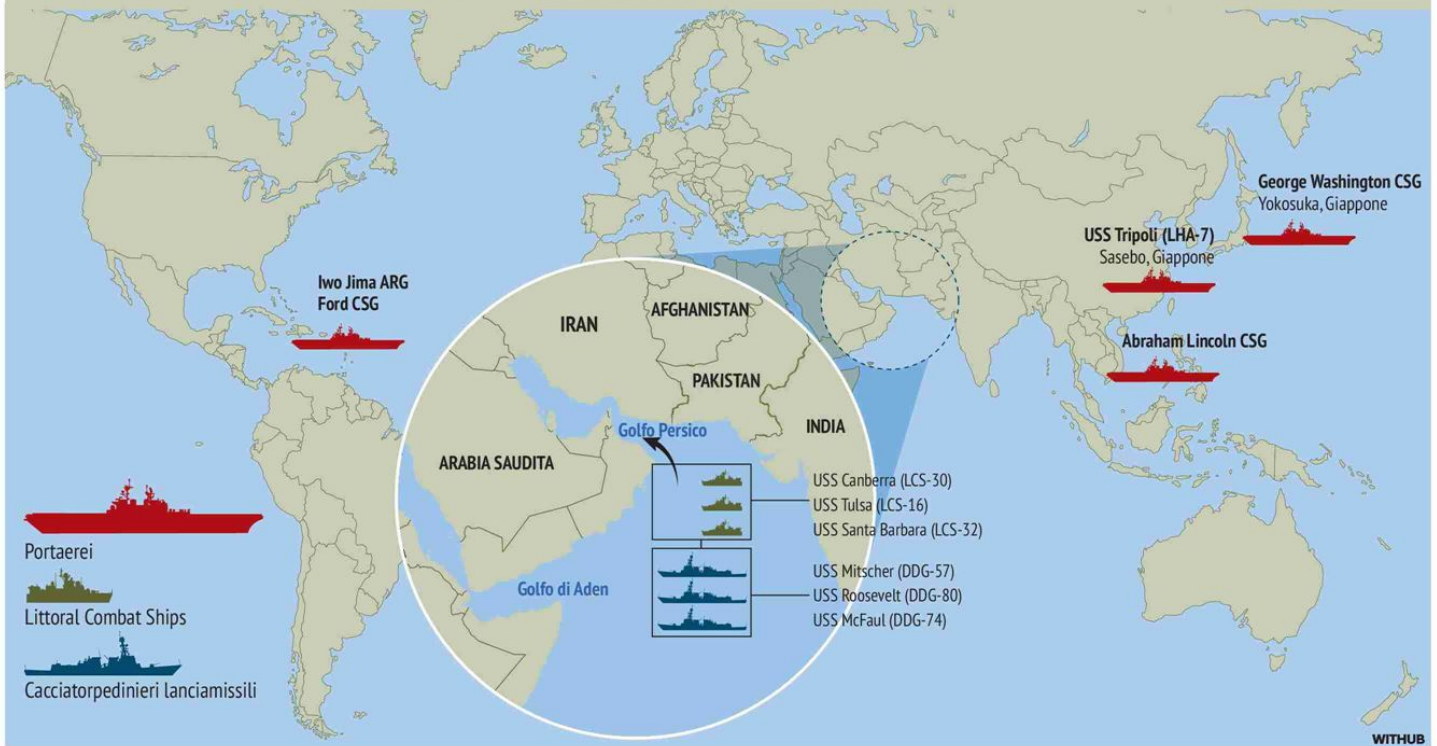 George Washington CSG
Yokosuka, Giappone
USS Tripoli (LHA-7)
Sasebo, Giappone
Iwo Jima ARG
Ford CSG
Abraham Lincoln CSG
IRAN
AFGHANISTAN
PAKISTAN
INDIA
Golfo Persico
ARABIA SAUDITA
USS Canberra (LCS-30)
USS Tulsa (LCS-16)
USS Santa Barbara (LCS-32)
Golfo di Aden
USS Mitscher (DDG-57)
USS Roosevelt (DDG-80)
USS McFaul (DDG-74)
Portaerei
Littoral Combat Ships
Cacciatorpedinieri lanciamissili
WITHUB